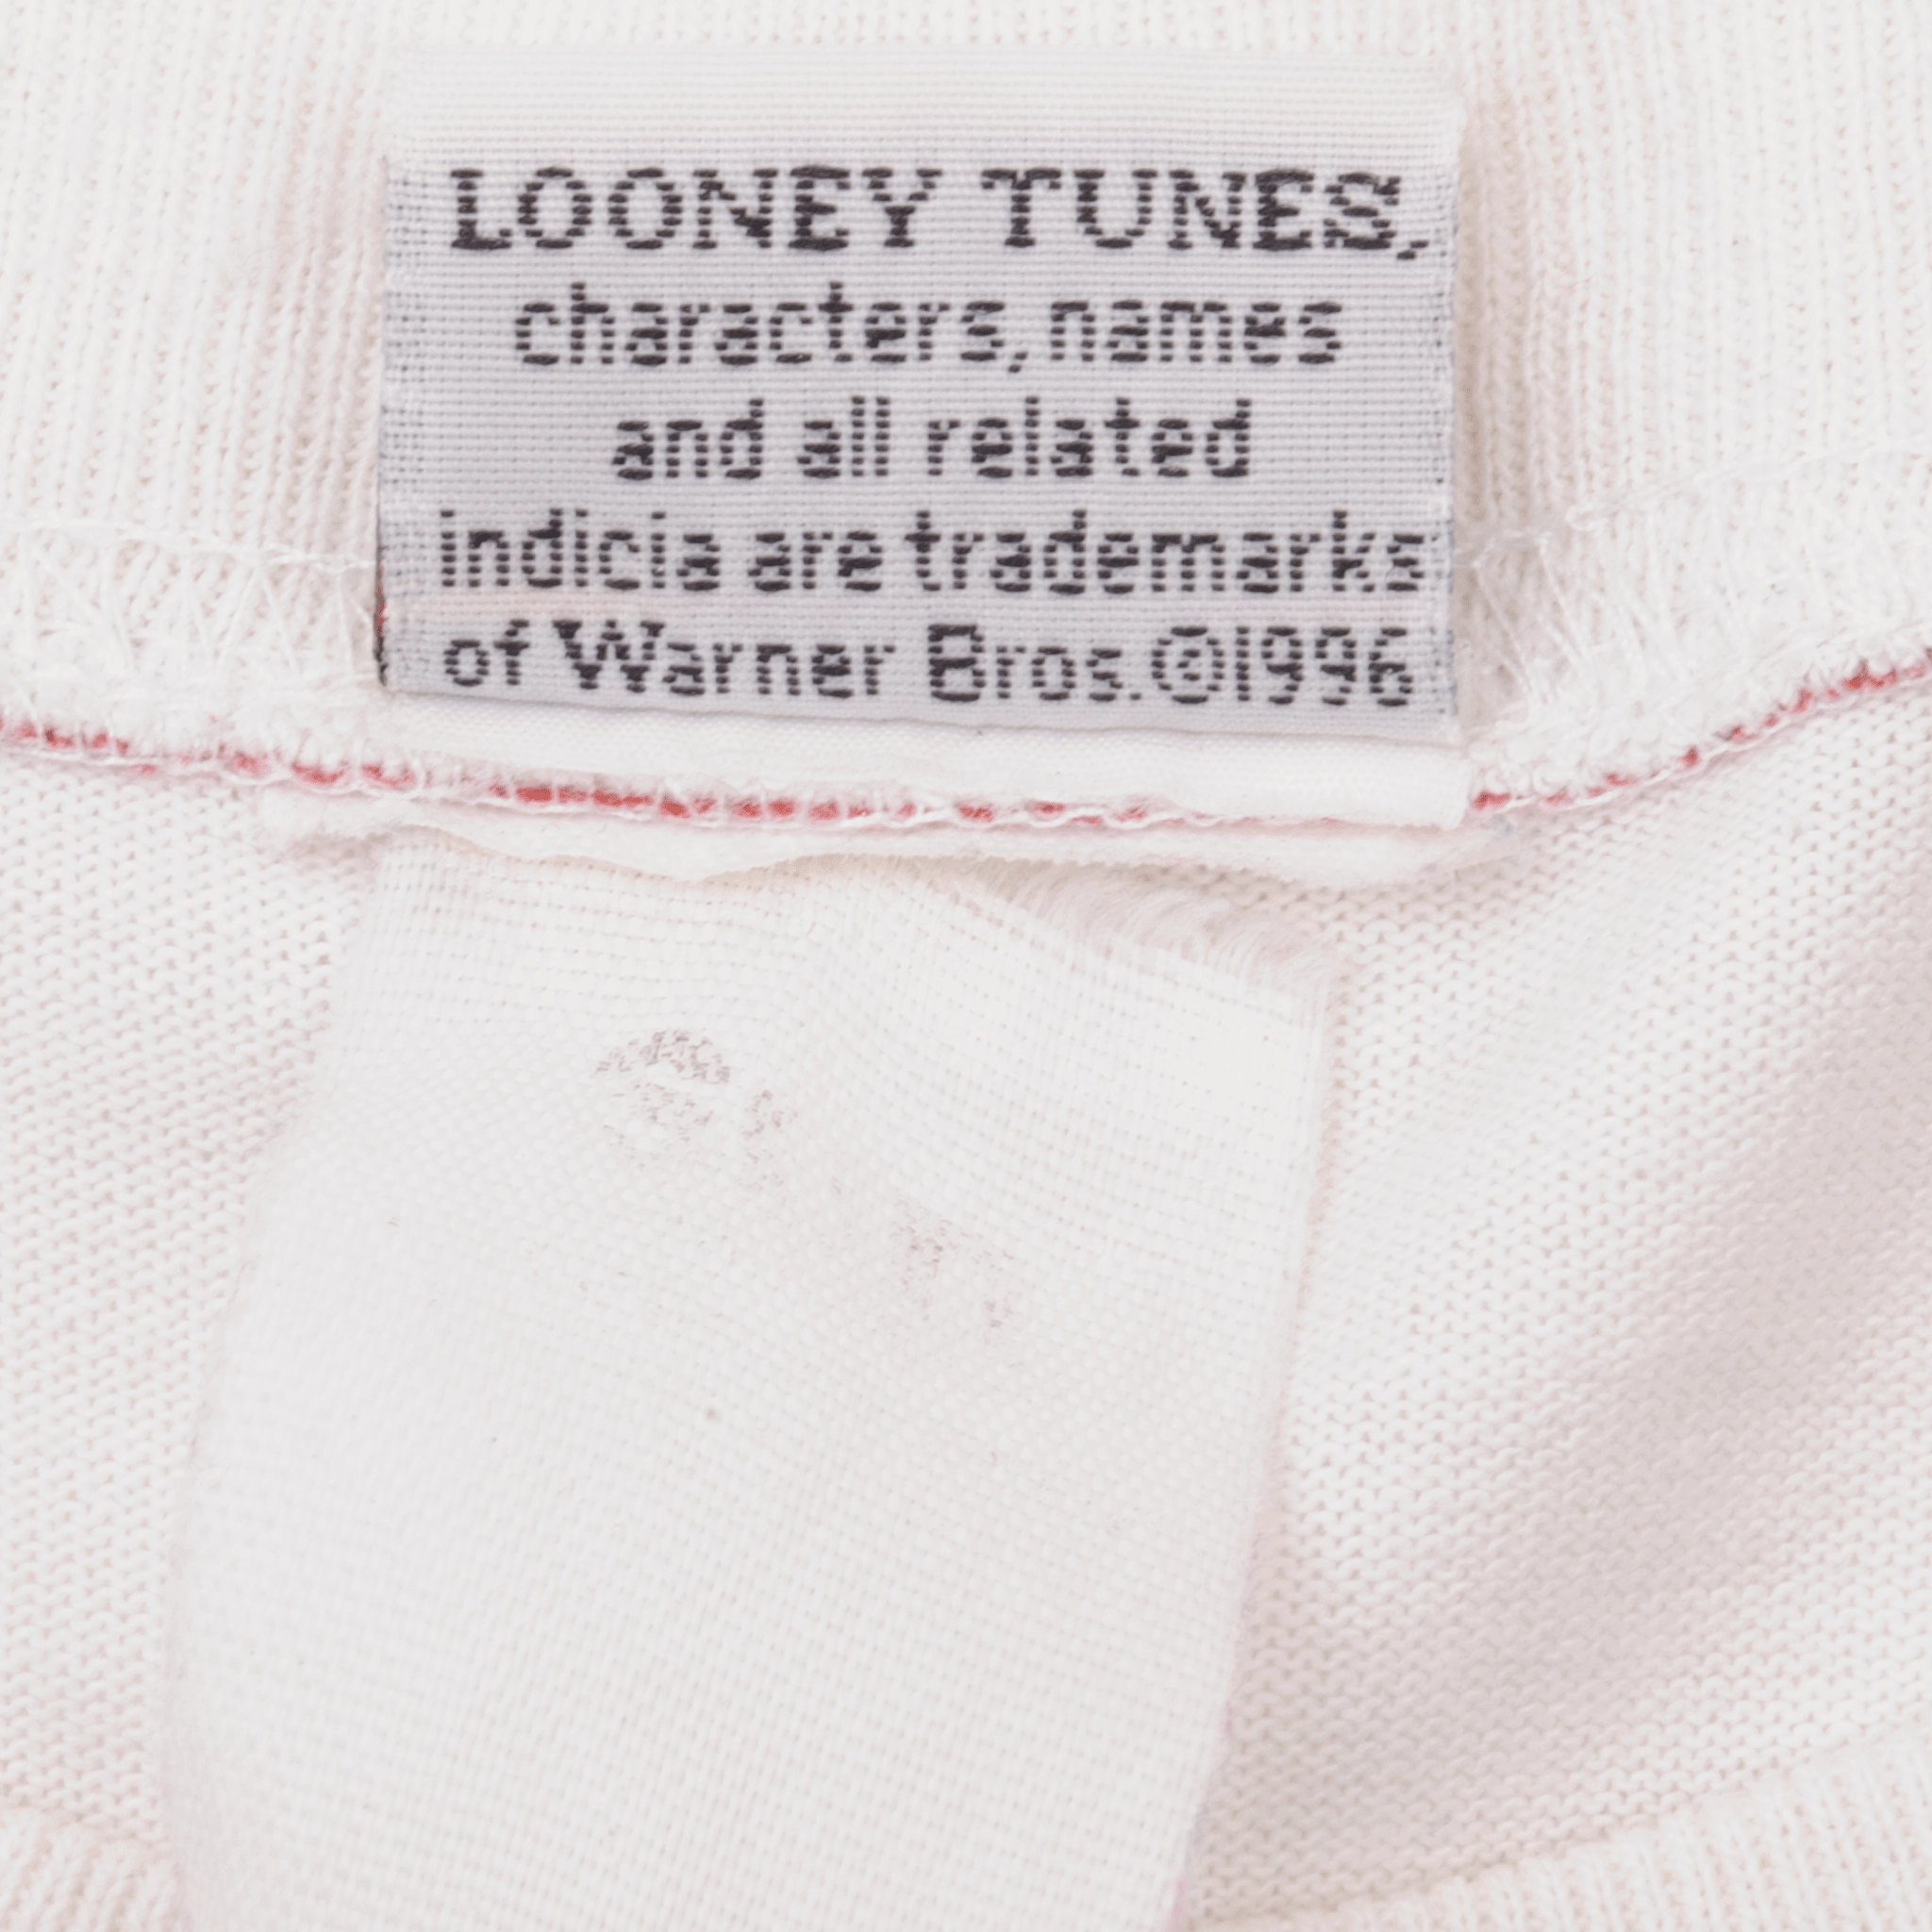 LOONEY TUNES,
characters, names
and all related
indicia are trademarks
of Warner Bros.©1996